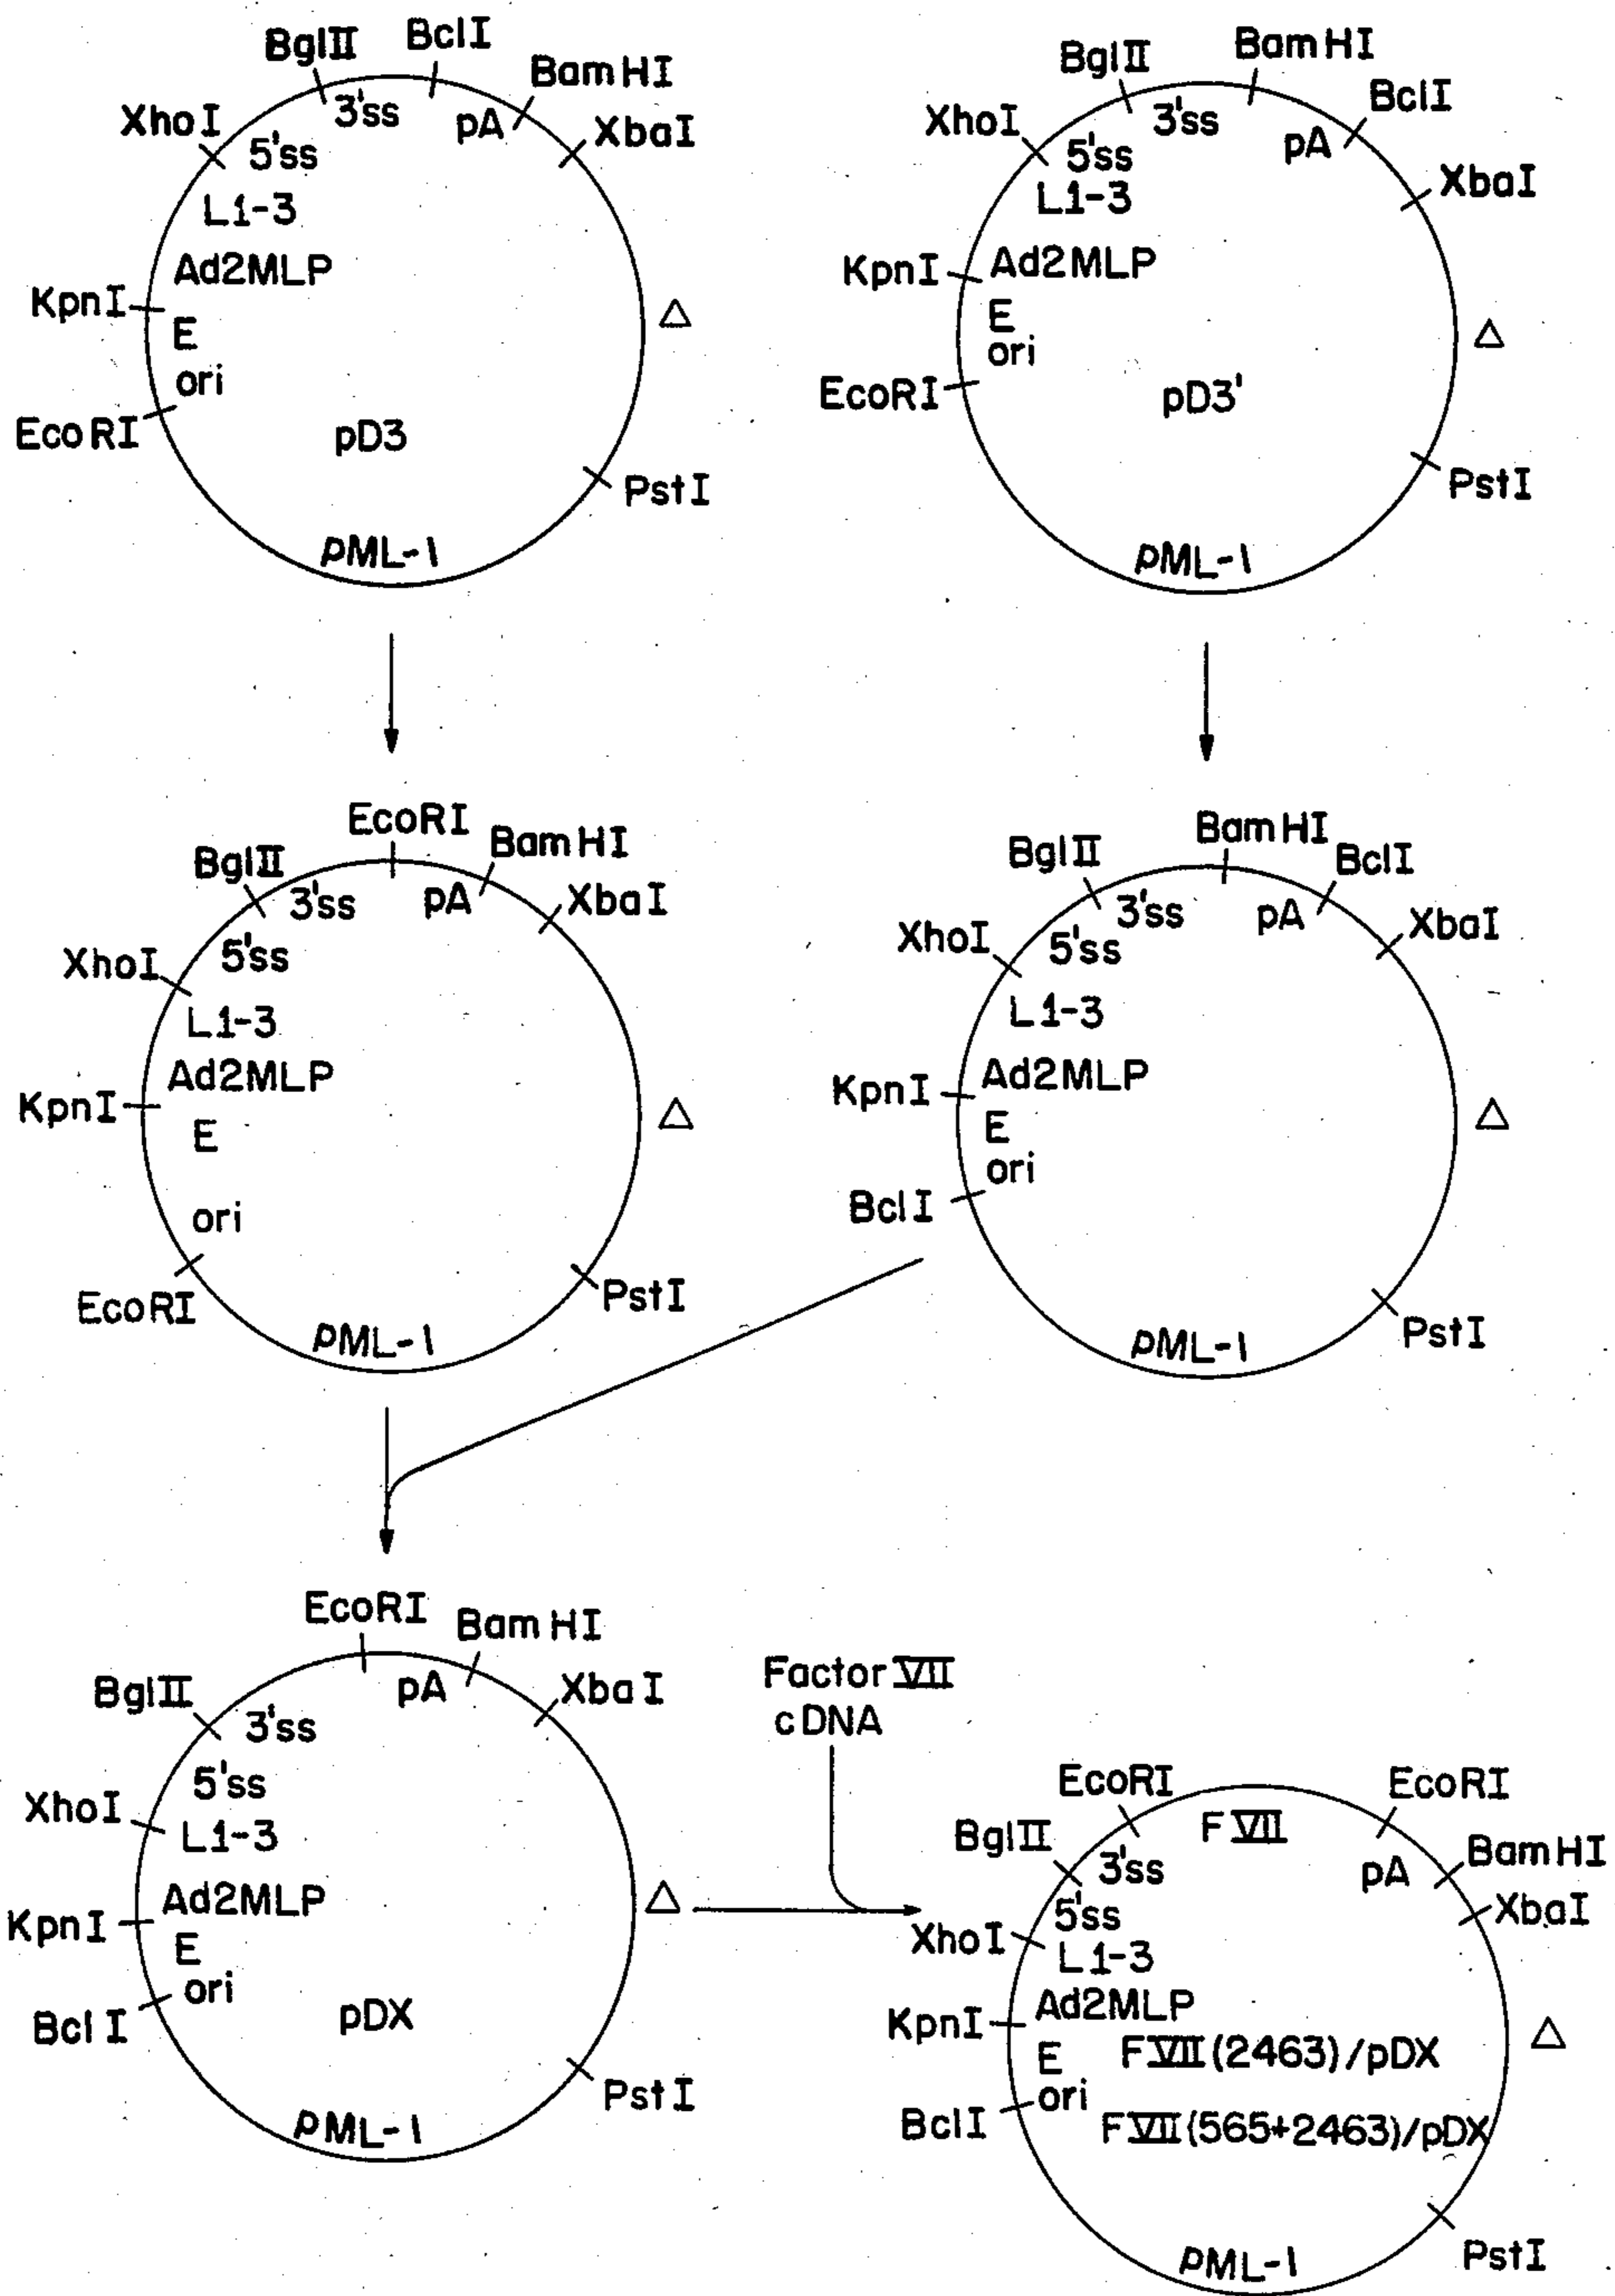 BglII
BclI
BamHI
XhoI
3'ss
pA
XbaI
5'ss
L1-3
Ad2MLP
KpnI
E
△
ori
EcoRI
pD3
PstI
pML-1
BglII
BamHI
BclI
XhoI
3'ss
pA
5'ss
L1-3
XbaI
KpnI
Ad2MLP
E
△
ori
EcoRI
pD3'
PstI
pML-1
EcoRI
BglII
BamHI
3'ss
pA
XbaI
5'ss
XhoI
L1-3
Ad2MLP
KpnI
E
△
ori
EcoRI
PstI
pML-1
BamHI
BglII
BclI
3'ss
pA
XhoI
5'ss
XbaI
L1-3
KpnI
Ad2MLP
E
△
ori
BclI
PstI
pML-1
EcoRI
BamHI
BglII
pA
XbaI
3'ss
5'ss
XhoI
L1-3
Ad2MLP
△
KpnI
E
ori
BclI
pDX
PstI
pML-1
Factor VII
cDNA
EcoRI
EcoRI
BglII
F VII
BamHI
3'ss
pA
5'ss
XbaI
XhoI
L1-3
Ad2MLP
KpnI
△
E
FVII(2463)/pDX
ori
BclI
FVII(565+2463)/pDX
PstI
pML-1